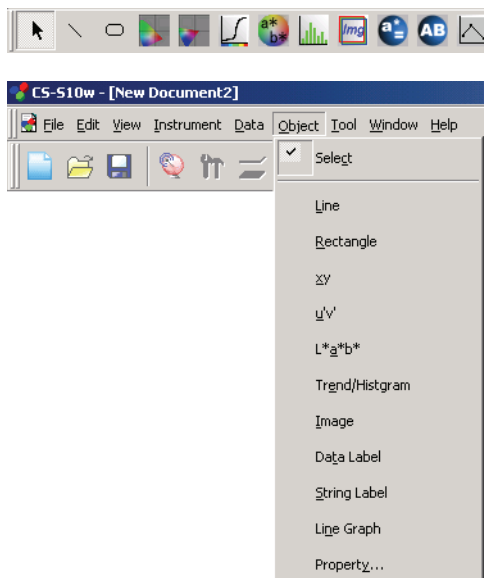 a*
b*
Img
a*=
AB
CS-S10w - [New Document2]
File Edit View Instrument Data Object Tool Window Help
Select
Line
Rectangle
xy
u'v'
L*a*b*
Trend/Histgram
Image
Data Label
String Label
Line Graph
Property...